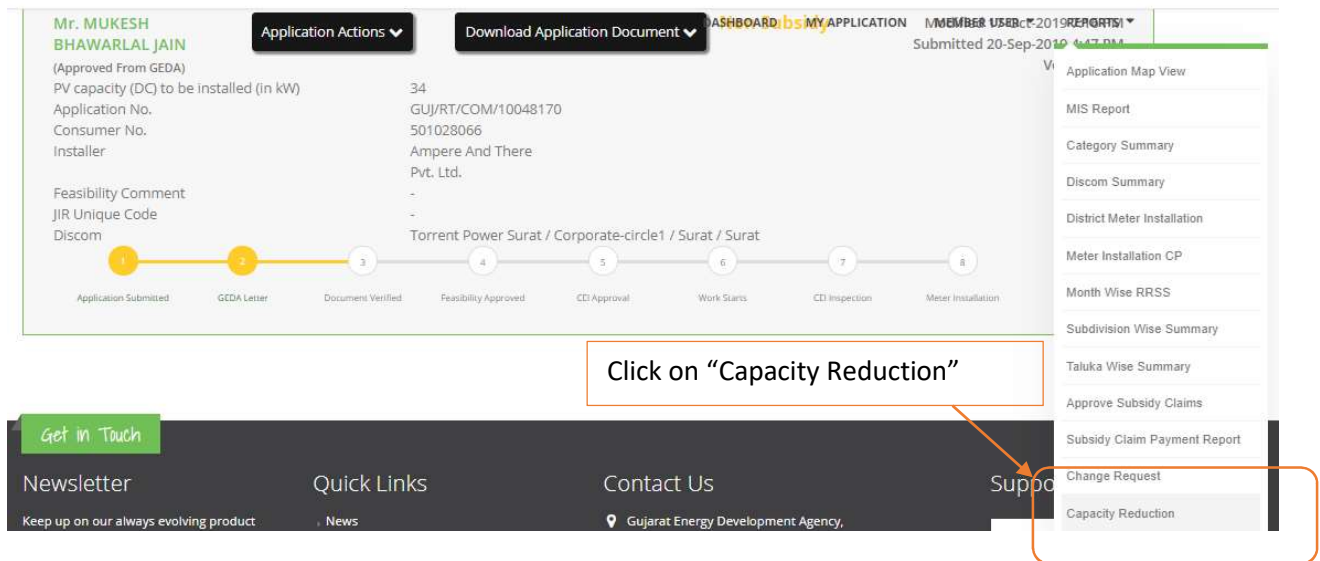 Mr. MUKESH
BHAWARLAL JAIN
(Approved From GEDA)
Application Actions
Download Application Document
DASHBOARD MY APPLICATION MEMBER USER REPORTS
Submitted 20-Sep-2019 4:47 PM
PV capacity (DC) to be installed (in kW) 34
Application No. GUJ/RT/COM/10048170
Consumer No. 501028066
Installer Ampere And There
Pvt. Ltd.
Feasibility Comment -
JIR Unique Code -
Discom Torrent Power Surat / Corporate-circle1 / Surat / Surat
1 2 3 4 5 6 7 8
Application Submitted GEDA Letter Document Verified Feasibility Approved CEI Approval Work Starts CEI Inspection Meter Installation
Application Map View
MIS Report
Category Summary
Discom Summary
District Meter Installation
Meter Installation CP
Month Wise RRSS
Subdivision Wise Summary
Taluka Wise Summary
Approve Subsidy Claims
Subsidy Claim Payment Report
Change Request
Capacity Reduction
Click on “Capacity Reduction”
Get in Touch
Newsletter Quick Links Contact Us
Keep up on our always evolving product News Gujarat Energy Development Agency,